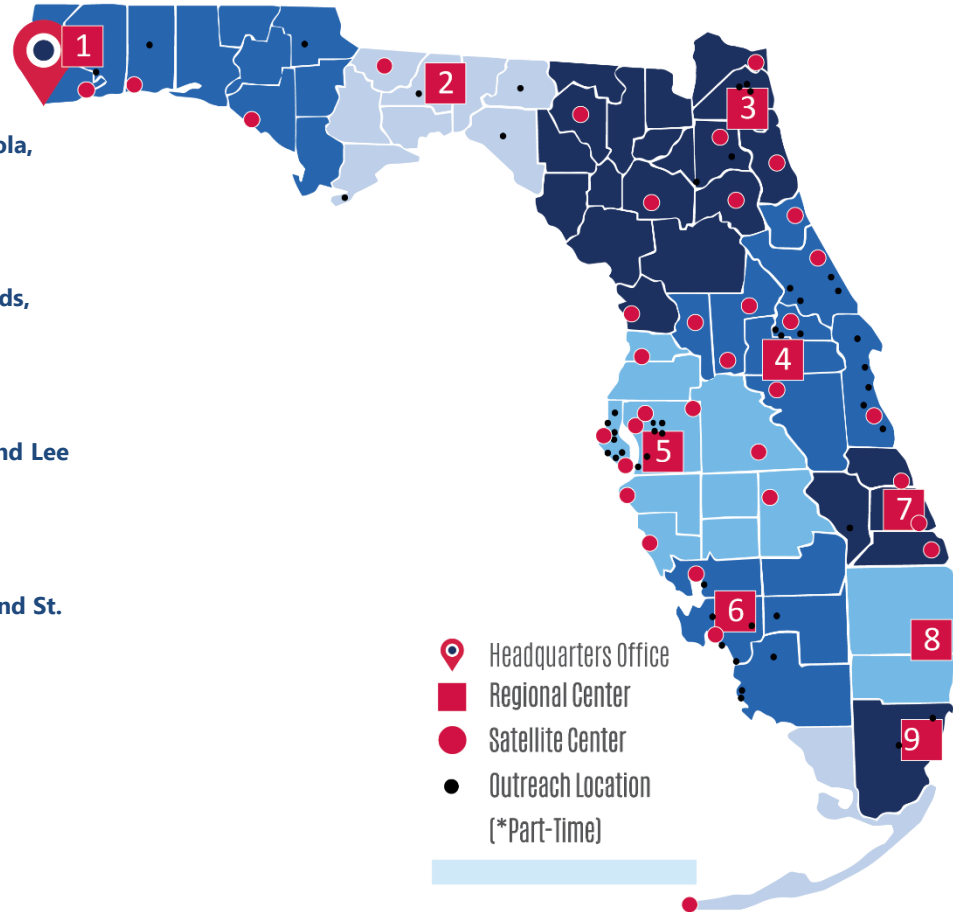 1
2
3
ola,
ds,
4
nd Lee
5
7
nd St.
6
8
9
Headquarters Office
Regional Center
Satellite Center
Outreach Location
(*Part-Time)